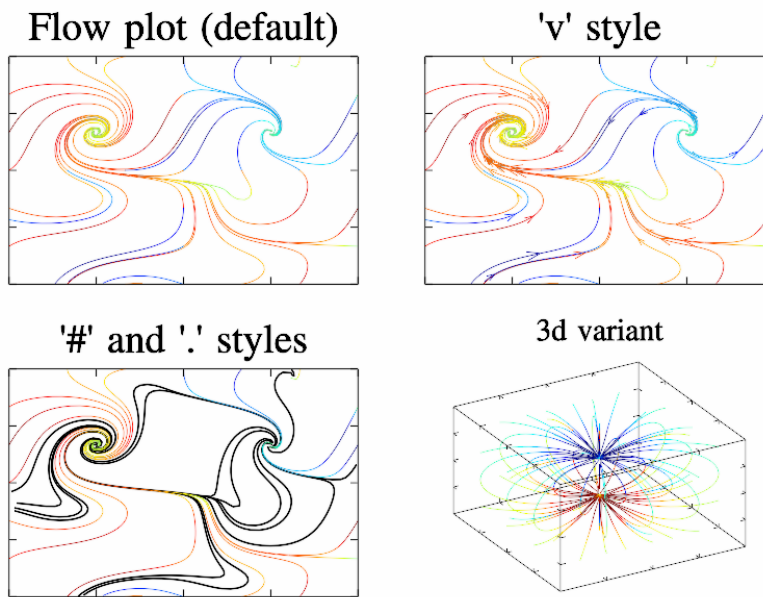 Flow plot (default)
'v' style
'#' and '.' styles
3d variant